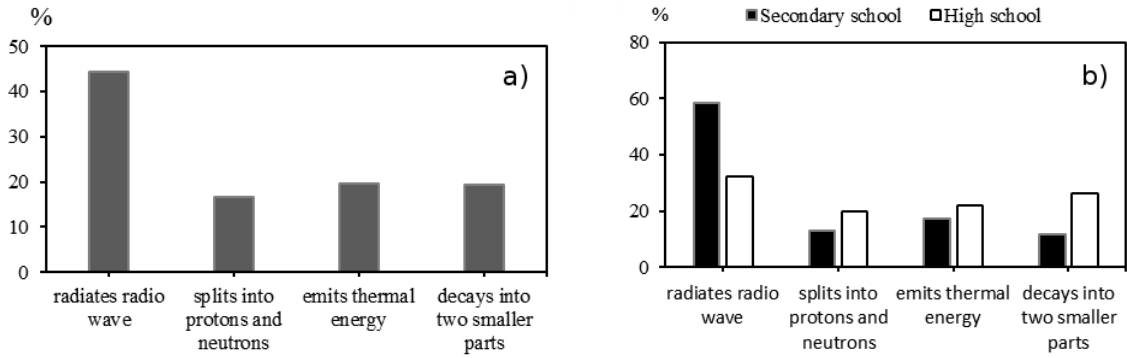 %
a)
50
40
30
20
10
0
radiates radio
wave
splits into
protons and
neutrons
emits thermal
energy
decays into
two smaller
parts
% Secondary school High school
b)
80
60
40
20
0
radiates radio
wave
splits into
protons and
neutrons
emits thermal
energy
decays into
two smaller
parts